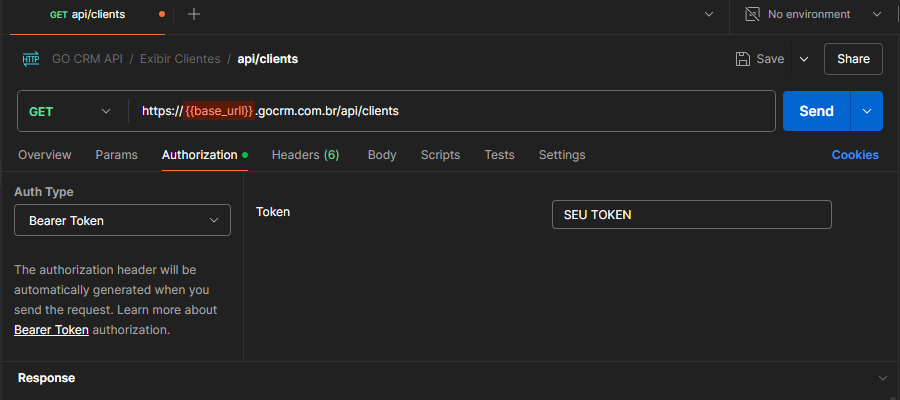 GET api/clients
No environment
HTTP
GO CRM API / Exibir Clientes / api/clients
Save
Share
GET
https://{{base_urll}}.gocrm.com.br/api/clients
Send
Overview
Params
Authorization
Headers (6)
Body
Scripts
Tests
Settings
Cookies
Auth Type
Bearer Token
The authorization header will be
automatically generated when you
send the request. Learn more about
Bearer Token authorization.
Token
SEU TOKEN
Response